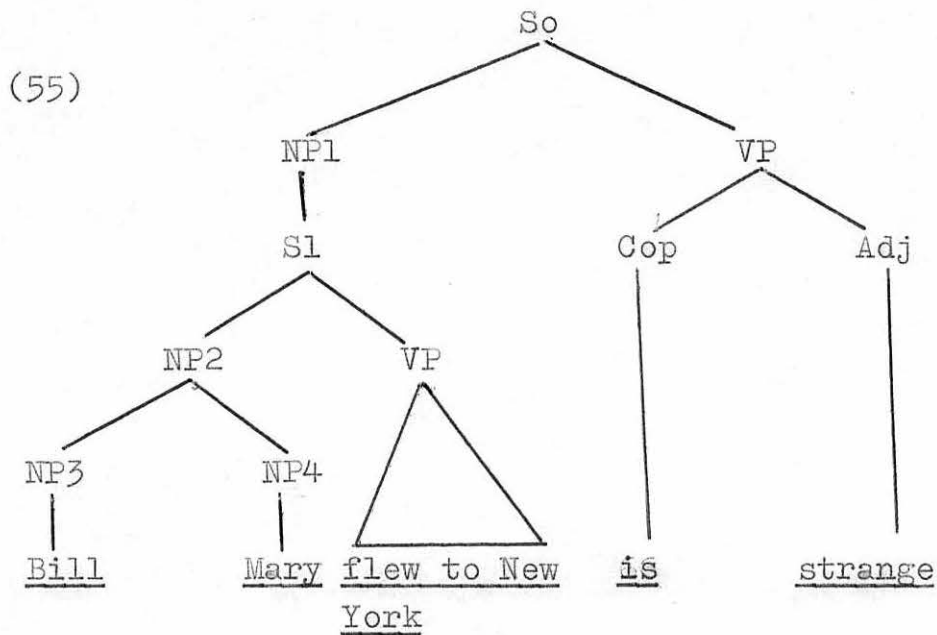 So
(55)
NP1 VP
S1 Cop Adj
NP2 VP
NP3 NP4
Bill Mary flew to New is strange
York